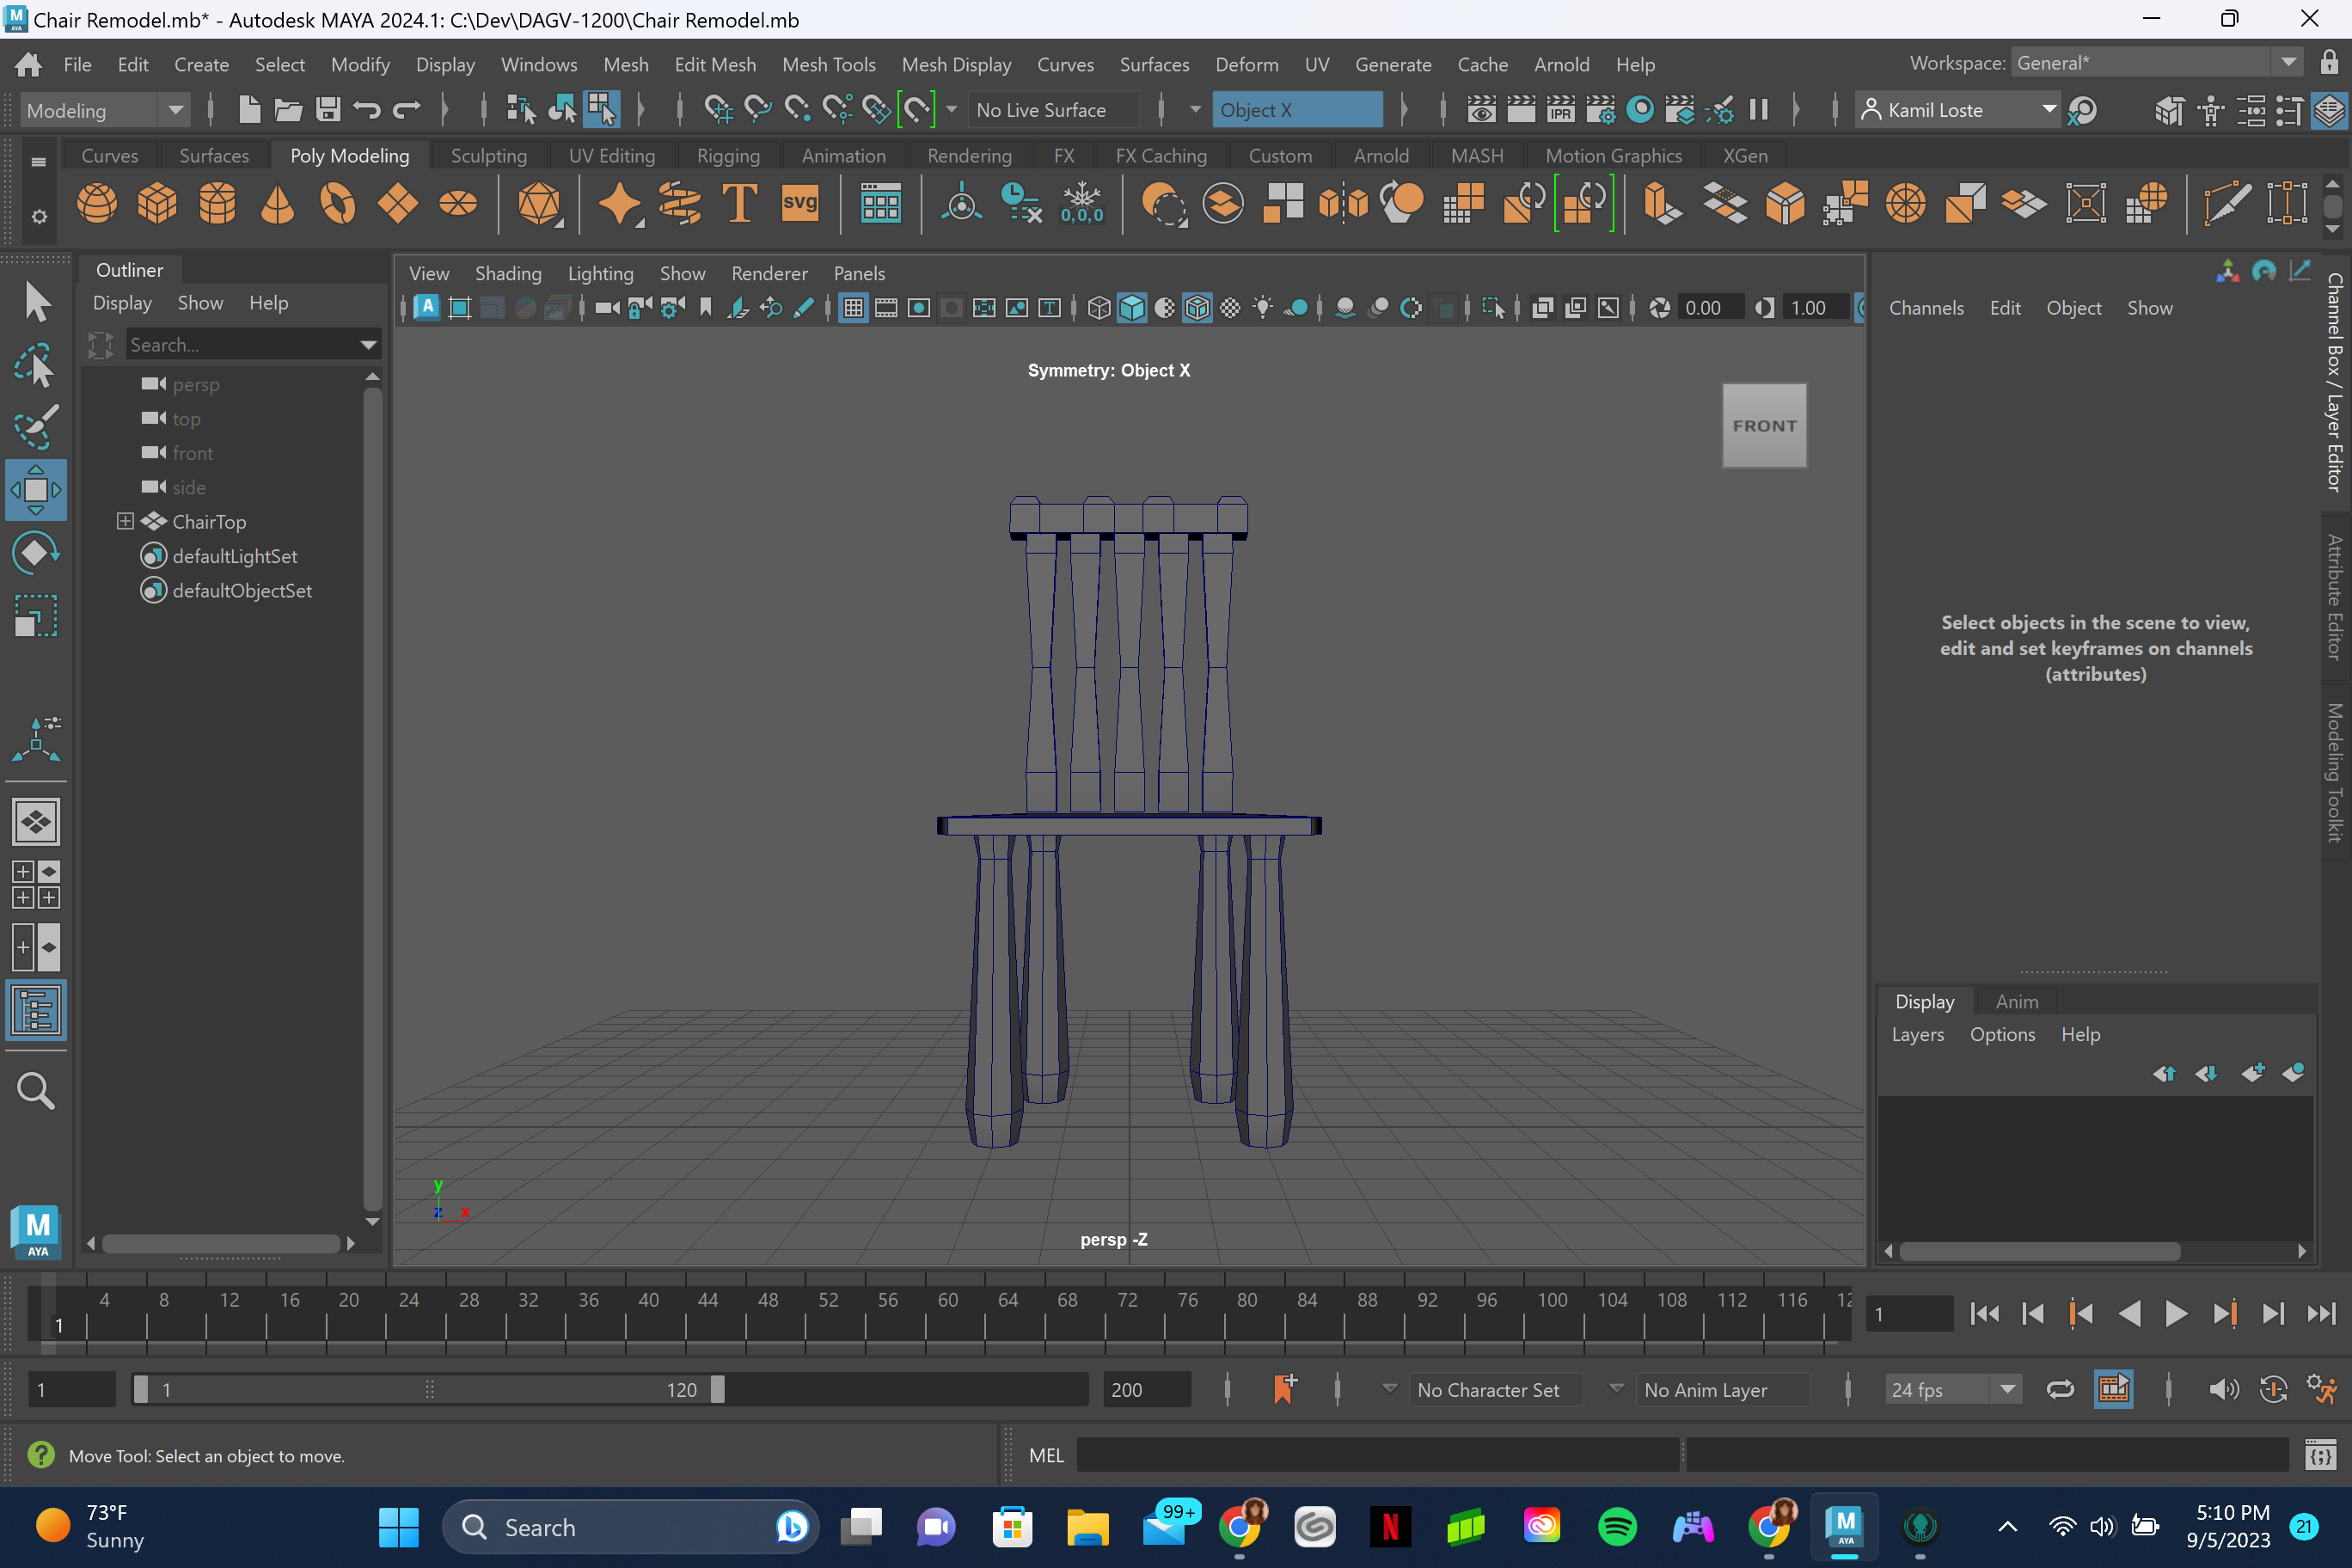 Chair Remodel.mb* - Autodesk MAYA 2024.1: C:\Dev\DAGV-1200\Chair Remodel.mb
File Edit Create Select Modify Display Windows Mesh Edit Mesh Mesh Tools Mesh Display Curves Surfaces Deform UV Generate Cache Arnold Help
Workspace: General*
Modeling
No Live Surface
Object X
IPR
Kamil Loste
Curves Surfaces Poly Modeling Sculpting UV Editing Rigging Animation Rendering FX FX Caching Custom Arnold MASH Motion Graphics XGen
T
svg
0,0,0
Outliner
Display Show Help
Search...
persp
top
front
side
ChairTop
defaultLightSet
defaultObjectSet
View Shading Lighting Show Renderer Panels
0.00
1.00
Symmetry: Object X
FRONT
y
z x
persp -Z
Channels Edit Object Show
Select objects in the scene to view,
edit and set keyframes on channels
(attributes)
Channel Box / Layer Editor
Attribute Editor
Modeling Toolkit
Display Anim
Layers Options Help
M
AYA
4 8 12 16 20 24 28 32 36 40 44 48 52 56 60 64 68 72 76 80 84 88 92 96 100 104 108 112 116 12
1
1
1
1
120
200
No Character Set
No Anim Layer
24 fps
Move Tool: Select an object to move.
MEL
73°F
Sunny
Search
99+
N
M
AYA
5:10 PM
9/5/2023
21